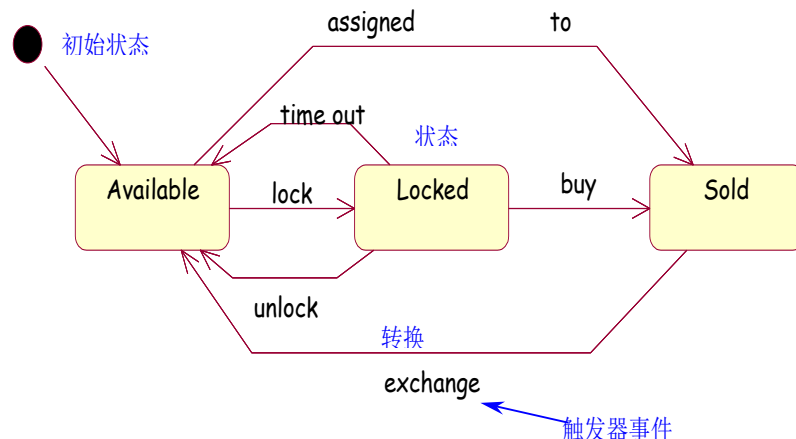 assigned to
初始状态
time out
状态
Available
lock
Locked
buy
Sold
unlock
转换
exchange
触发器事件